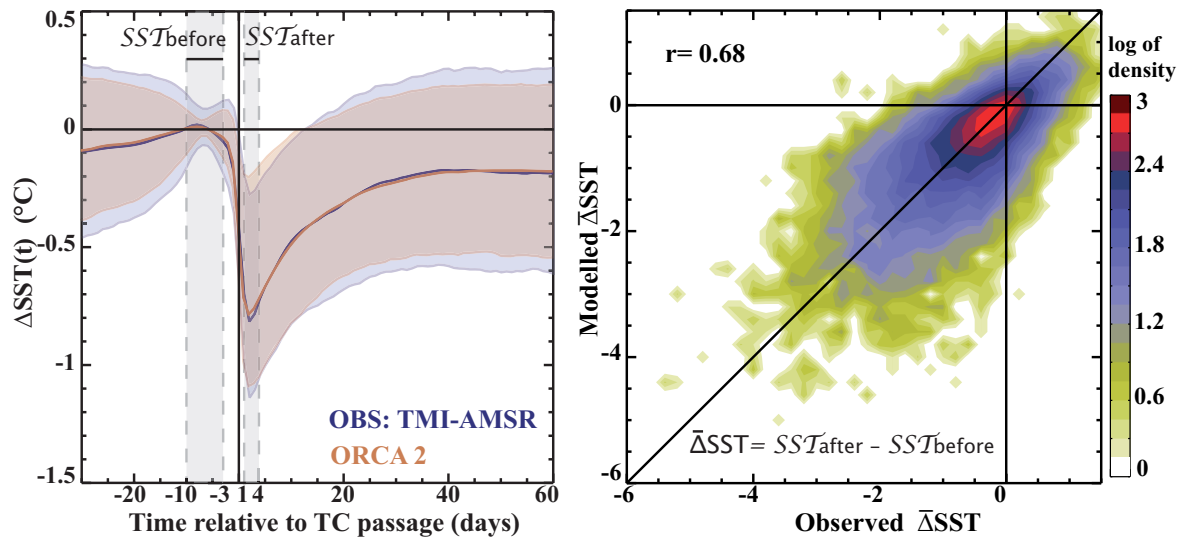 0.5
0
-0.5
-1
-1.5
ΔSST(t) (°C)
SSTbefore
SSTafter
OBS: TMI-AMSR
ORCA 2
-20 -10 -3 1 4 20 40 60
Time relative to TC passage (days)
r= 0.68
0
-2
-4
-6
Modelled Δ̄SST
Δ̄SST = SSTafter - SSTbefore
-6 -4 -2 0
Observed Δ̄SST
log of
density
3
2.4
1.8
1.2
0.6
0